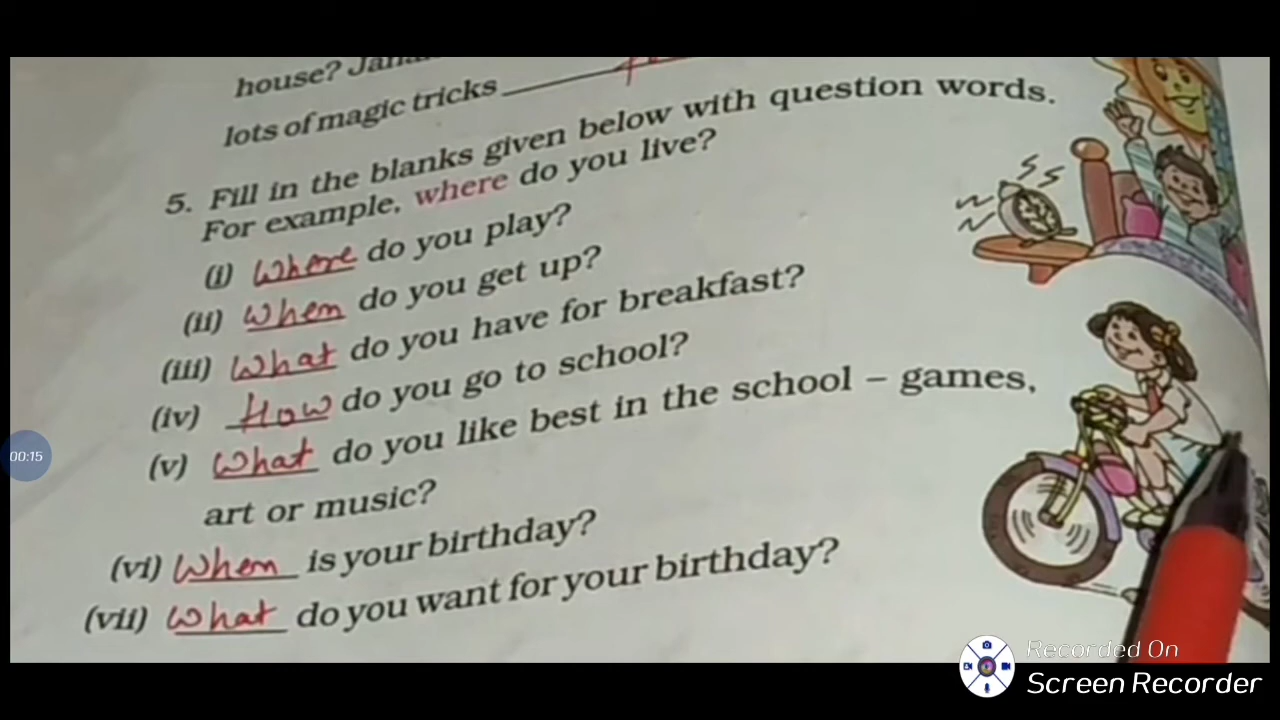 house?
lots of magic tricks
5. Fill in the blanks given below with question words.
For example, where do you live?
(i) Where do you play?
(ii) When do you get up?
(iii) What do you have for breakfast?
(iv) How do you go to school?
(v) What do you like best in the school – games,
art or music?
(vi) When is your birthday?
(vii) What do you want for your birthday?
00:15
Recorded On
Screen Recorder